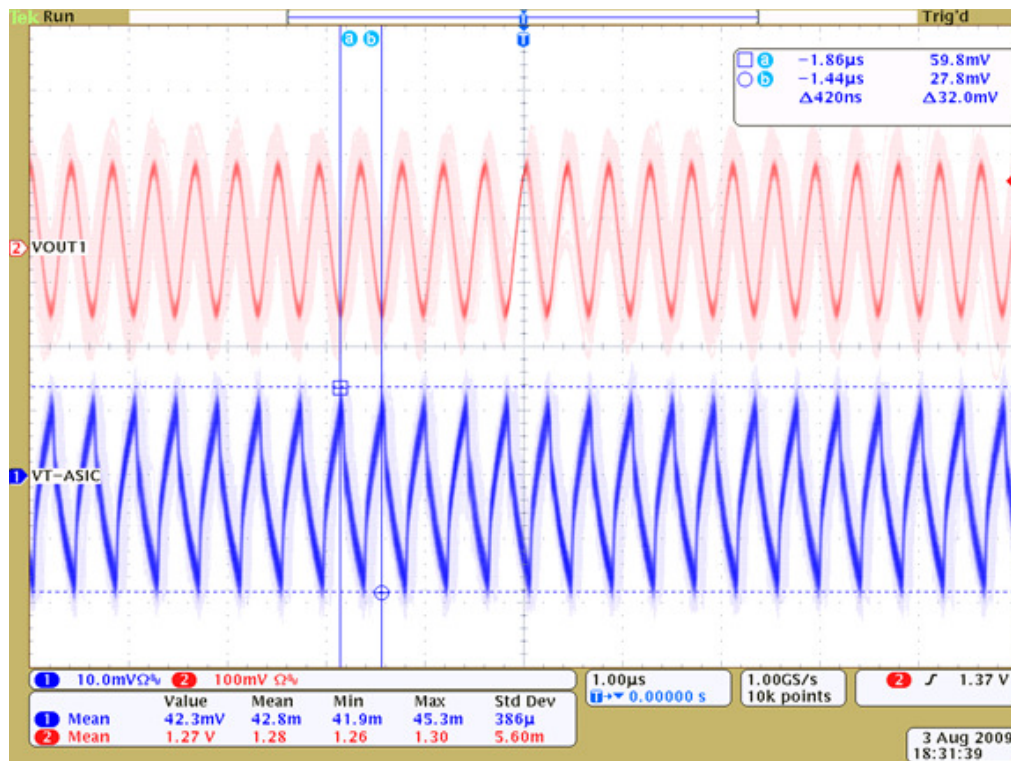 Tek Run Trig'd
a b T
T
a −1.86µs 59.8mV
b −1.44µs 27.8mV
Δ420ns Δ32.0mV
2 VOUT1
1 VT-ASIC
1 10.0mVΩ 2 100mV Ω
1.00µs
T→▼ 0.00000 s
1.00GS/s
10k points
2 1.37 V
Value Mean Min Max Std Dev
1 Mean 42.3mV 42.8m 41.9m 45.3m 386µ
2 Mean 1.27 V 1.28 1.26 1.30 5.60m
3 Aug 2009
18:31:39